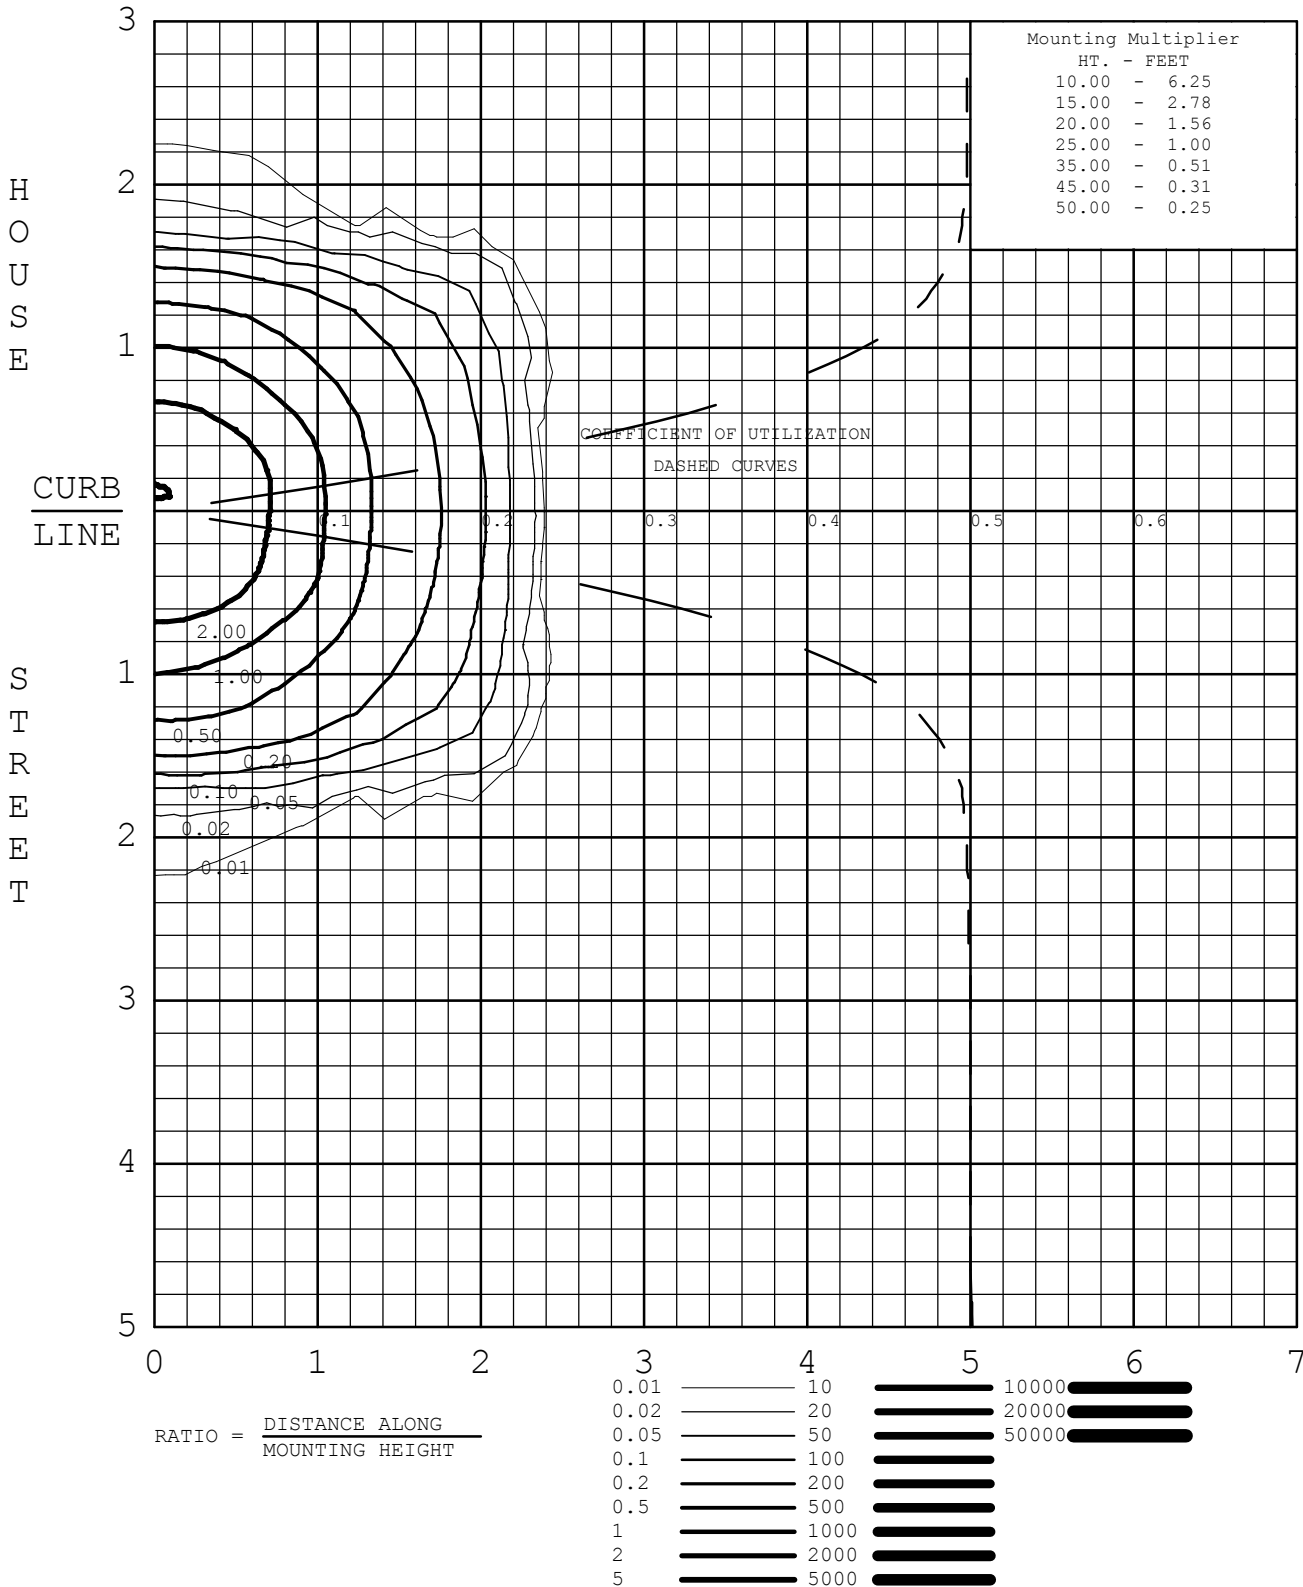 3
Mounting Multiplier
HT. - FEET
10.00 - 6.25
15.00 - 2.78
20.00 - 1.56
25.00 - 1.00
35.00 - 0.51
45.00 - 0.31
50.00 - 0.25
HOUSE
2
1
COEFFICIENT OF UTILIZATION
DASHED CURVES
CURB
LINE
0.1 0.2 0.3 0.4 0.5 0.6
2.00
1.00
0.50
0.20
0.10
0.05
0.02
0.01
STREET
1
2
3
4
5
0 1 2 3 4 5 6 7
RATIO = DISTANCE ALONG
MOUNTING HEIGHT
0.01 10 10000
0.02 20 20000
0.05 50 50000
0.1 100
0.2 200
0.5 500
1 1000
2 2000
5 5000